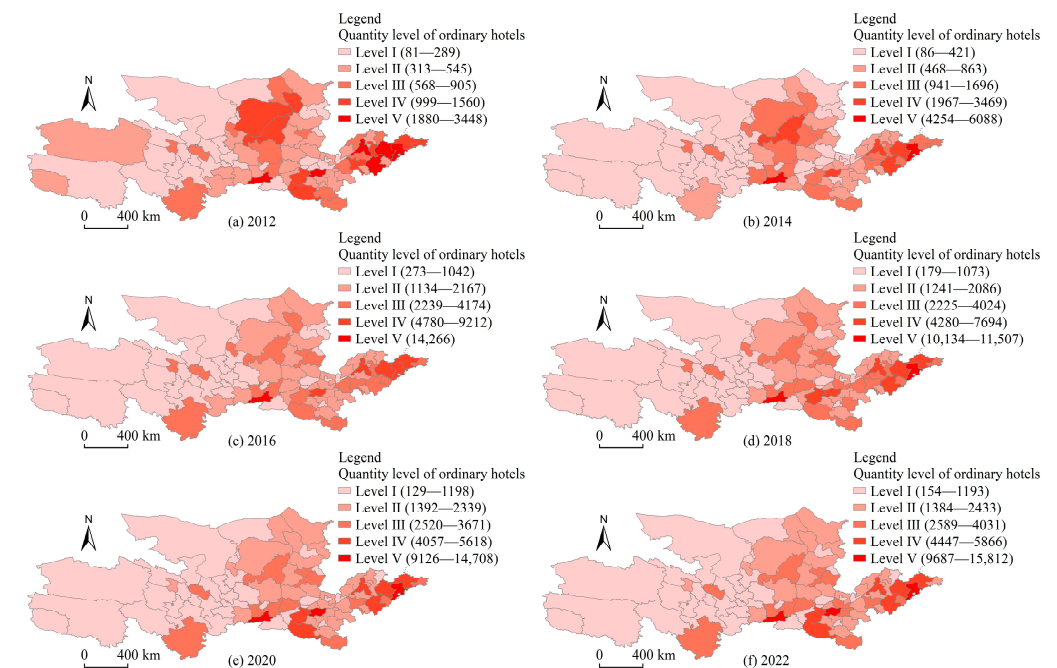 Legend
Quantity level of ordinary hotels
Level I (81—289)
Level II (313—545)
Level III (568—905)
Level IV (999—1560)
Level V (1880—3448)
N
0 400 km
(a) 2012
Legend
Quantity level of ordinary hotels
Level I (86—421)
Level II (468—863)
Level III (941—1696)
Level IV (1967—3469)
Level V (4254—6088)
N
0 400 km
(b) 2014
Legend
Quantity level of ordinary hotels
Level I (273—1042)
Level II (1134—2167)
Level III (2239—4174)
Level IV (4780—9212)
Level V (14,266)
N
0 400 km
(c) 2016
Legend
Quantity level of ordinary hotels
Level I (179—1073)
Level II (1241—2086)
Level III (2225—4024)
Level IV (4280—7694)
Level V (10,134—11,507)
N
0 400 km
(d) 2018
Legend
Quantity level of ordinary hotels
Level I (129—1198)
Level II (1392—2339)
Level III (2520—3671)
Level IV (4057—5618)
Level V (9126—14,708)
N
0 400 km
(e) 2020
Legend
Quantity level of ordinary hotels
Level I (154—1193)
Level II (1384—2433)
Level III (2589—4031)
Level IV (4447—5866)
Level V (9687—15,812)
N
0 400 km
(f) 2022